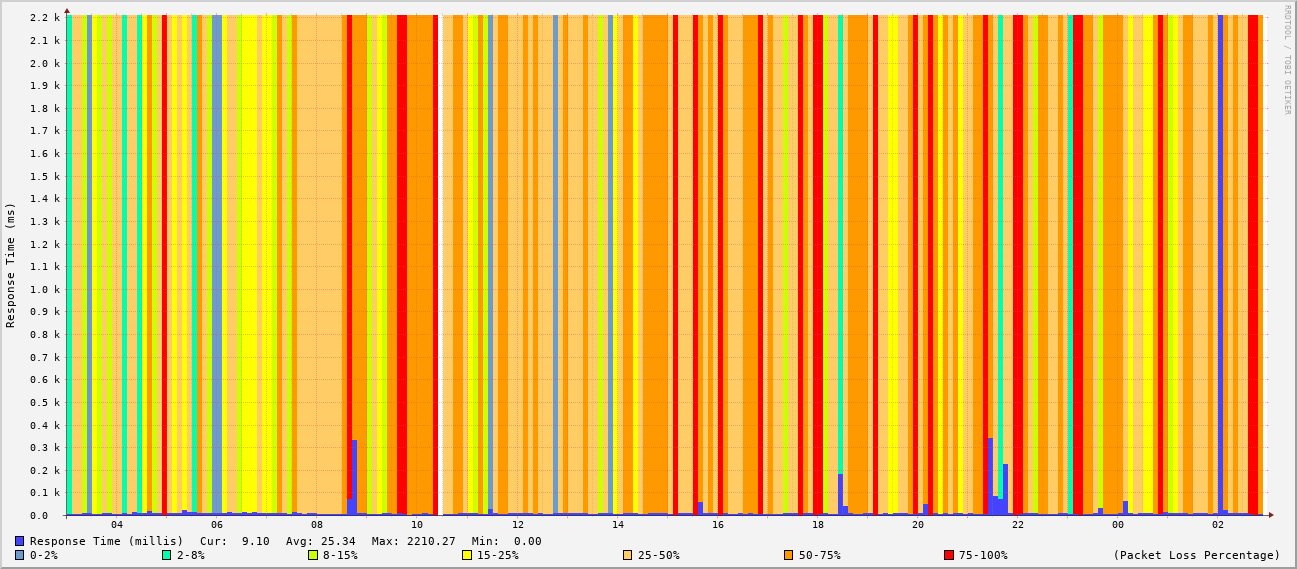 RRDTOOL / TOBI OETIKER
Response Time (ms)
2.2 k
2.1 k
2.0 k
1.9 k
1.8 k
1.7 k
1.6 k
1.5 k
1.4 k
1.3 k
1.2 k
1.1 k
1.0 k
0.9 k
0.8 k
0.7 k
0.6 k
0.5 k
0.4 k
0.3 k
0.2 k
0.1 k
0.0
04 06 08 10 12 14 16 18 20 22 00 02
Response Time (millis) Cur: 9.10 Avg: 25.34 Max: 2210.27 Min: 0.00
0-2% 2-8% 8-15% 15-25% 25-50% 50-75% 75-100% (Packet Loss Percentage)